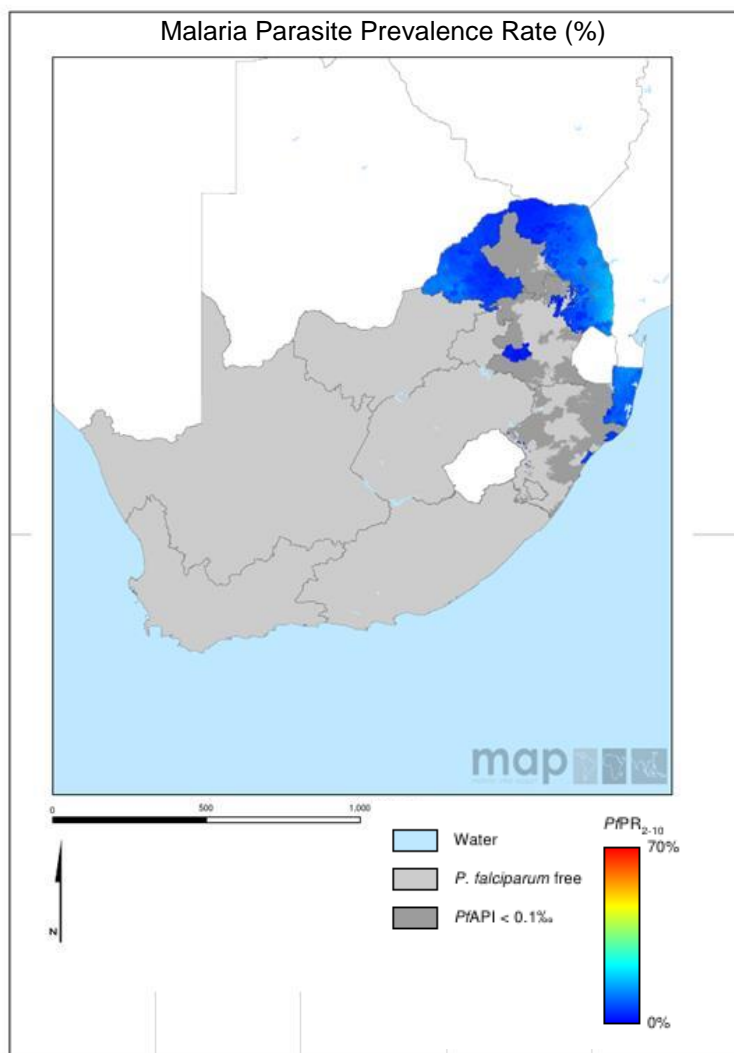 Malaria Parasite Prevalence Rate (%)
map
0 500 1,000
N
Water
P. falciparum free
PfAPI < 0.1‰
PfPR2-10
70%
0%